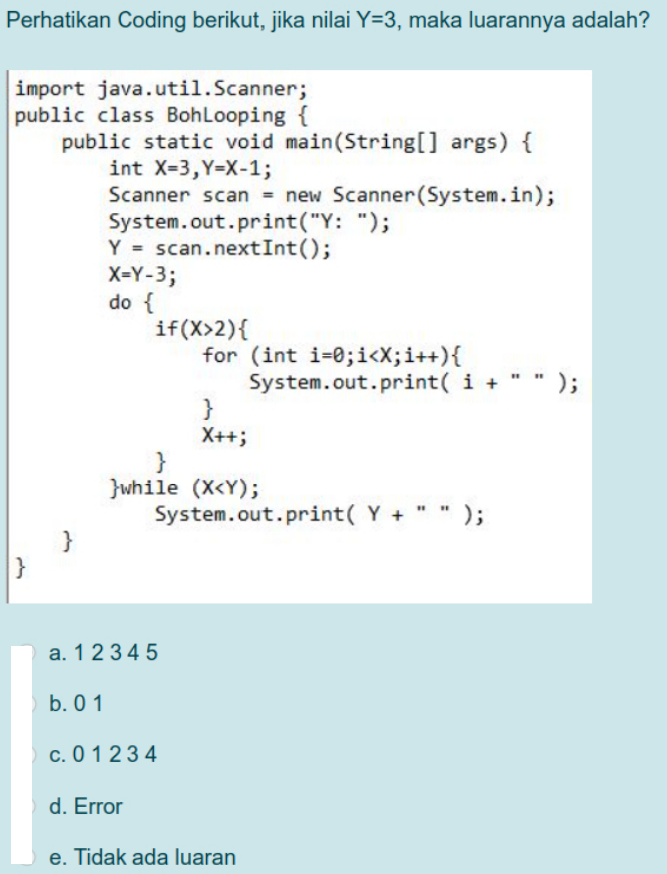 Perhatikan Coding berikut, jika nilai Y=3, maka luarannya adalah?
import java.util.Scanner;
public class BohLooping {
    public static void main(String[] args) {
        int X=3,Y=X-1;
        Scanner scan = new Scanner(System.in);
        System.out.print("Y: ");
        Y = scan.nextInt();
        X=Y-3;
        do {
            if(X>2){
                for (int i=0;i<X;i++){
                    System.out.print( i + " " );
                }
                X++;
            }
        }while (X<Y);
            System.out.print( Y + " " );
    }
}
a. 1 2 3 4 5
b. 0 1
c. 0 1 2 3 4
d. Error
e. Tidak ada luaran